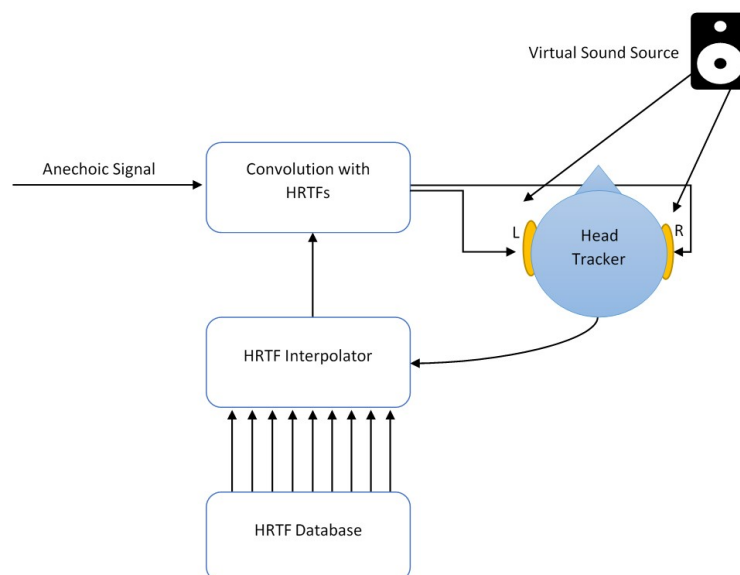 Virtual Sound Source
Anechoic Signal
Convolution with
HRTFs
L
R
Head
Tracker
HRTF Interpolator
HRTF Database